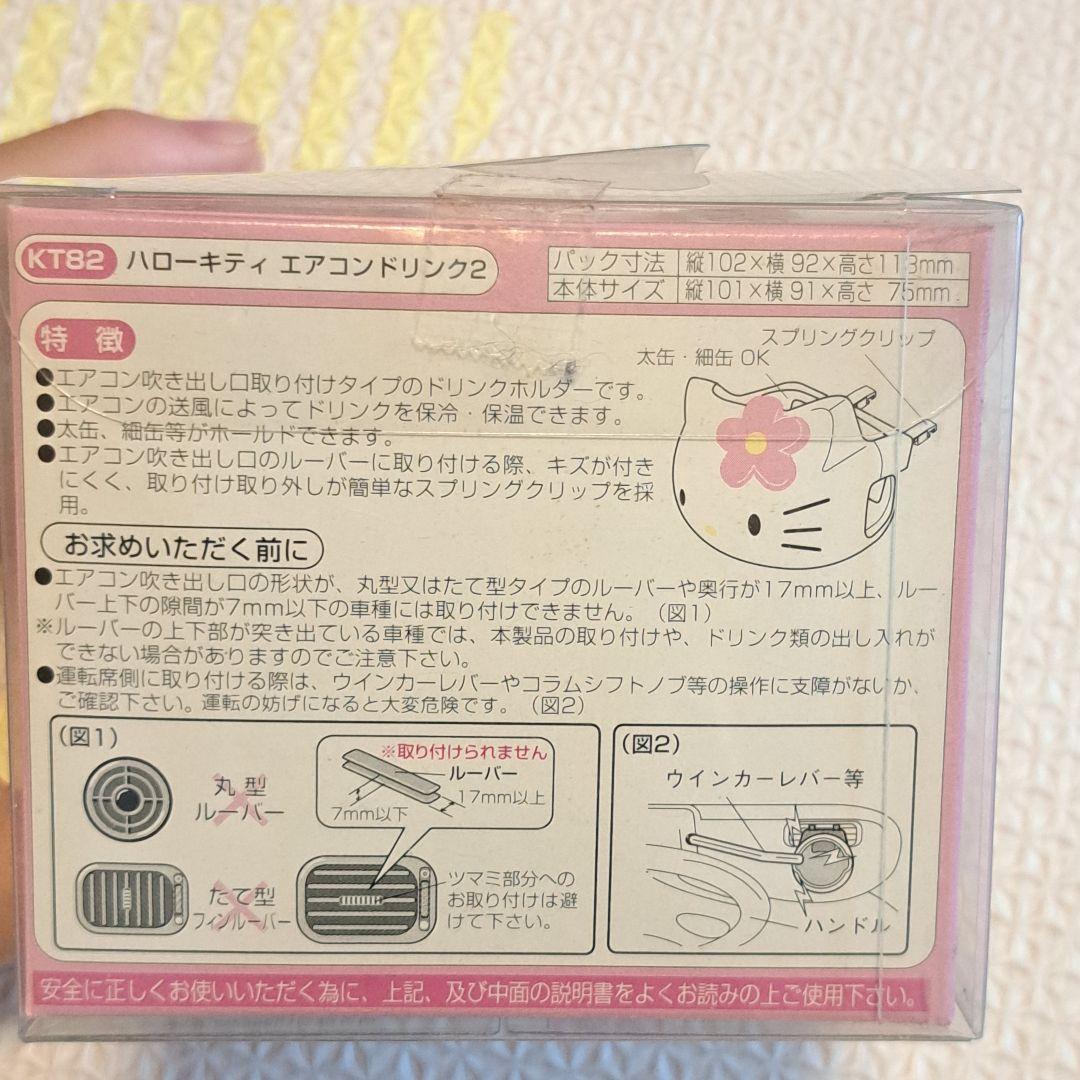 KT82 ハローキティ エアコンドリンク2
パック寸法 縦102×横 92×高さ113mm
本体サイズ 縦101×横 91×高さ 75mm
特 徴
スプリングクリップ
太缶・細缶 OK
●エアコン吹き出し口取り付けタイプのドリンクホルダーです。
●エアコンの送風によってドリンクを保冷・保温できます。
●太缶、細缶等がホールドできます。
●エアコン吹き出し口のルーバーに取り付ける際、キズが付き
にくく、取り付け取り外しが簡単なスプリングクリップを採
用。
お求めいただく前に
●エアコン吹き出し口の形状が、丸型又はたて型タイプのルーバーや奥行が17mm以上、ルー
バー上下の隙間が7mm以下の車種には取り付けできません。（図1）
※ルーバーの上下部が突き出ている車種では、本製品の取り付けや、ドリンク類の出し入れが
できない場合がありますのでご注意下さい。
●運転席側に取り付ける際は、ウインカーレバーやコラムシフトノブ等の操作に支障がないか、
ご確認下さい。運転の妨げになると大変危険です。（図2）
（図1）
丸 型
ルーバー
※取り付けられません
ルーバー
17mm以上
7mm以下
たて型
フィンルーバー
ツマミ部分への
お取り付けは避
けて下さい。
（図2）
ウインカーレバー等
ハンドル
安全に正しくお使いいただく為に、上記、及び中面の説明書をよくお読みの上ご使用下さい。